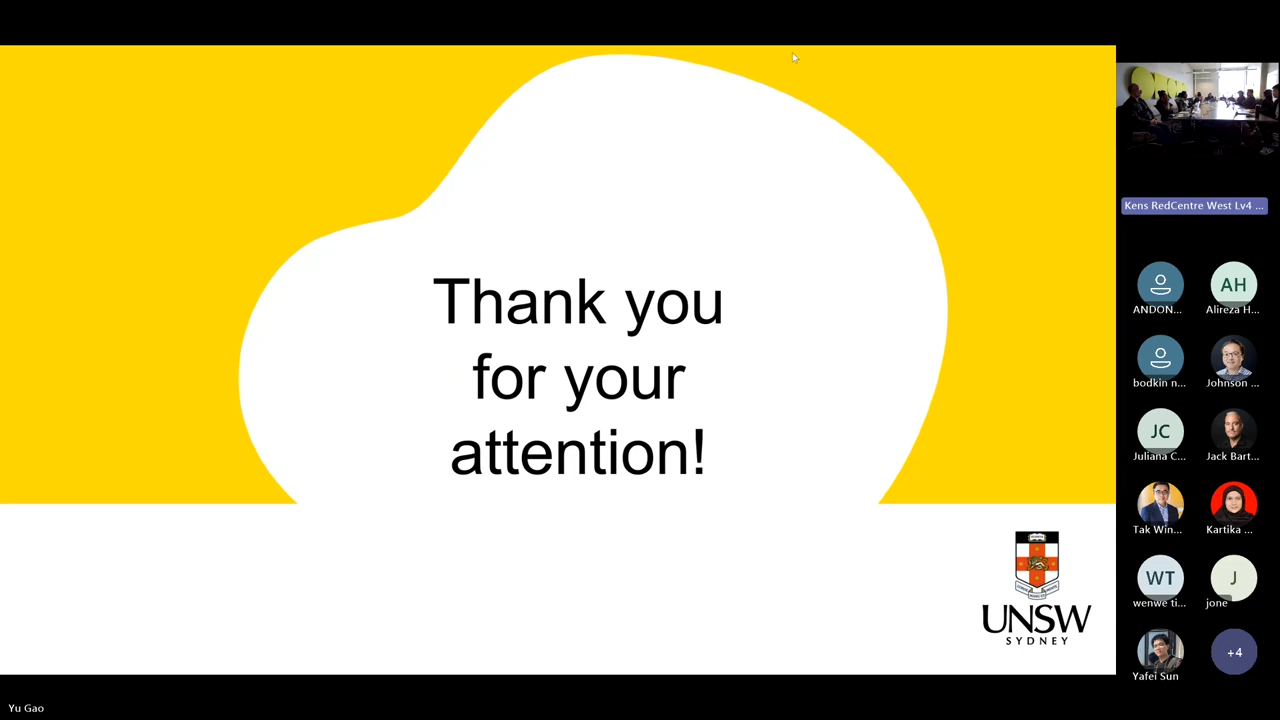 Thank you
for your
attention!
UNSW
SYDNEY
Yu Gao
Kens RedCentre West Lv4 ...
ANDON...
AH
Alireza H...
bodkin n...
Johnson ...
JC
Juliana C...
Jack Bart...
Tak Win...
Kartika ...
WT
wenwe ti...
J
jone
Yafei Sun
+4